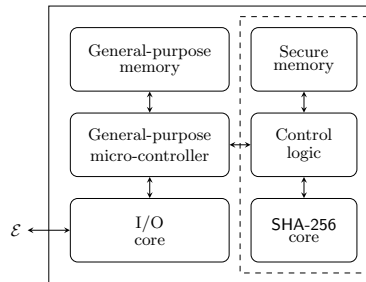 General-purpose
memory
Secure
memory
General-purpose
micro-controller
Control
logic
ℰ
I/O
core
SHA-256
core